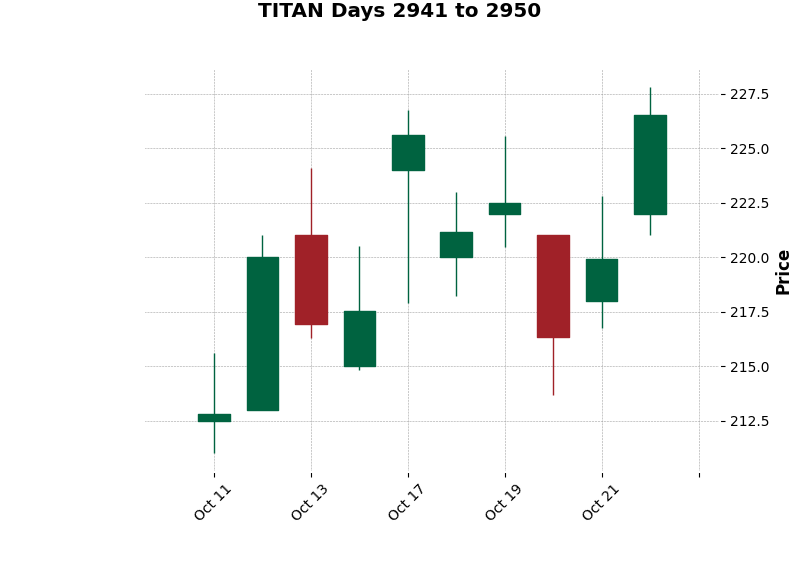 TITAN Days 2941 to 2950
227.5
225.0
222.5
220.0
217.5
215.0
212.5
Price
Oct 11
Oct 13
Oct 17
Oct 19
Oct 21